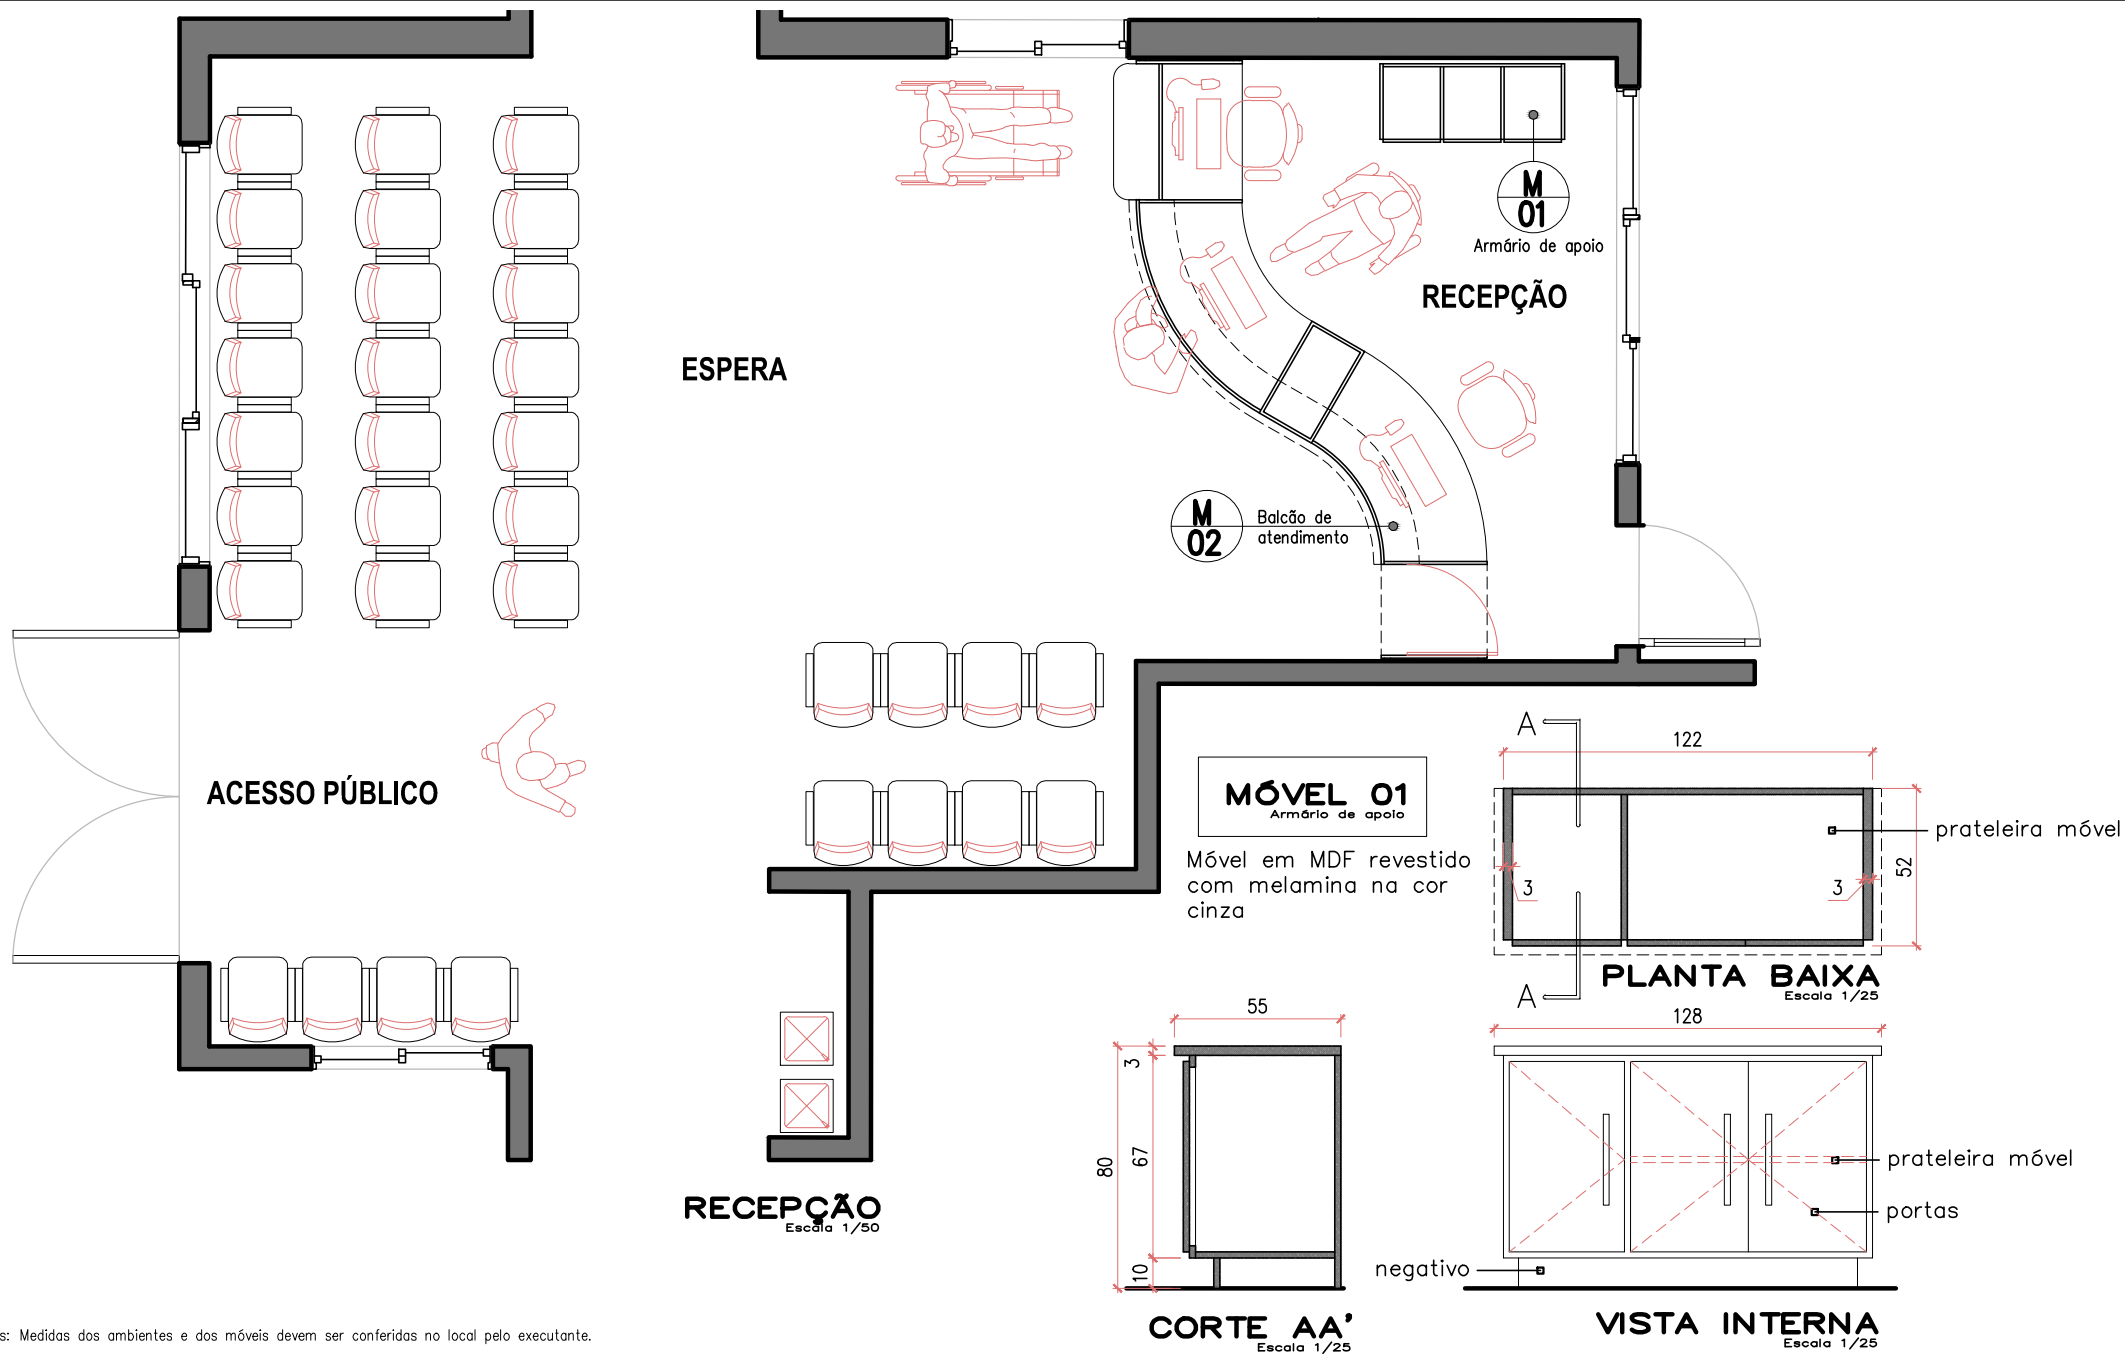 M
01
Armário de apoio
RECEPÇÃO
ESPERA
M
02
Balcão de
atendimento
ACESSO PÚBLICO
MÓVEL 01
Armário de apoio
Móvel em MDF revestido
com melamina na cor
cinza
A
122
prateleira móvel
52
3
3
A
PLANTA BAIXA
Escala 1/25
55
3
67
80
10
CORTE AA'
Escala 1/25
128
prateleira móvel
portas
negativo
VISTA INTERNA
Escala 1/25
RECEPÇÃO
Escala 1/50
s: Medidas dos ambientes e dos móveis devem ser conferidas no local pelo executante.